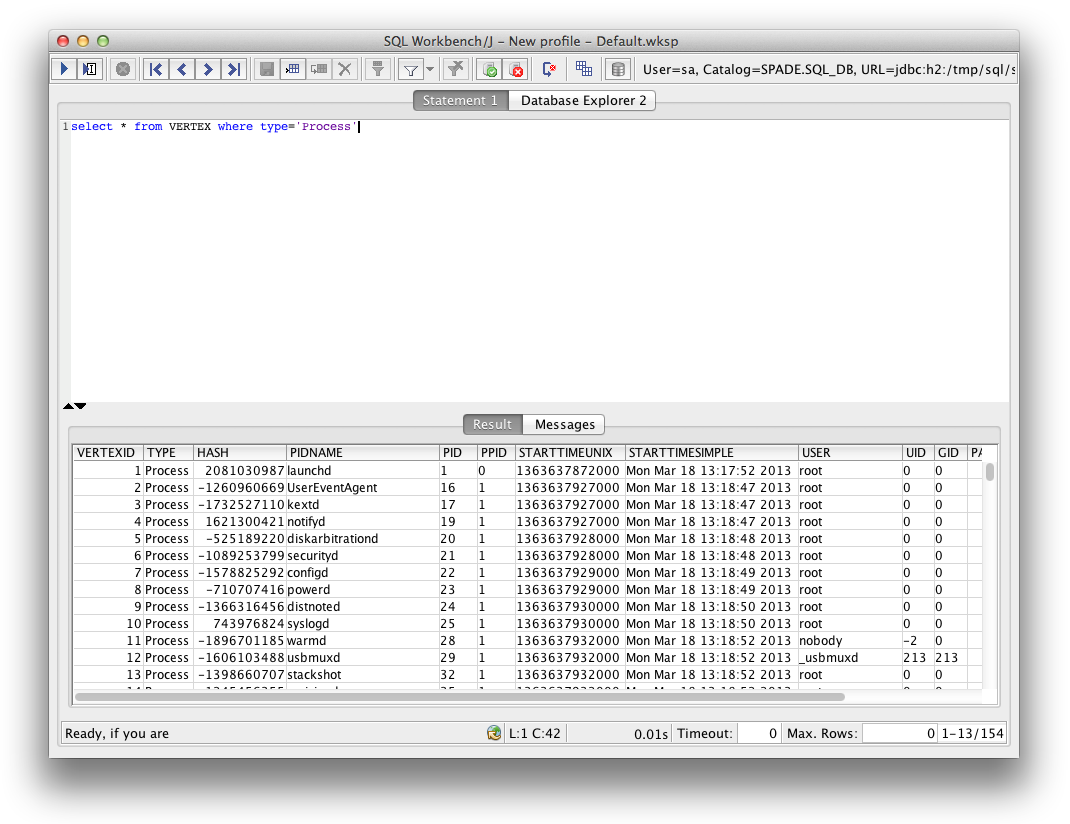 SQL Workbench/J – New profile – Default.wksp
User=sa, Catalog=SPADE.SQL_DB, URL=jdbc:h2:/tmp/sql/s
Statement 1 Database Explorer 2
1 select * from VERTEX where type='Process'
Result Messages
VERTEXID TYPE HASH PIDNAME PID PPID STARTTIMEUNIX STARTTIMESIMPLE USER UID GID PA
1 Process 2081030987 launchd 1 0 1363637872000 Mon Mar 18 13:17:52 2013 root 0 0
2 Process -1260960669 UserEventAgent 16 1 1363637927000 Mon Mar 18 13:18:47 2013 root 0 0
3 Process -1732527110 kextd 17 1 1363637927000 Mon Mar 18 13:18:47 2013 root 0 0
4 Process 1621300421 notifyd 19 1 1363637927000 Mon Mar 18 13:18:47 2013 root 0 0
5 Process -525189220 diskarbitrationd 20 1 1363637928000 Mon Mar 18 13:18:48 2013 root 0 0
6 Process -1089253799 securityd 21 1 1363637928000 Mon Mar 18 13:18:48 2013 root 0 0
7 Process -1578825292 configd 22 1 1363637929000 Mon Mar 18 13:18:49 2013 root 0 0
8 Process -710707416 powerd 23 1 1363637929000 Mon Mar 18 13:18:49 2013 root 0 0
9 Process -1366316456 distnoted 24 1 1363637930000 Mon Mar 18 13:18:50 2013 root 0 0
10 Process 743976824 syslogd 25 1 1363637930000 Mon Mar 18 13:18:50 2013 root 0 0
11 Process -1896701185 warmd 28 1 1363637932000 Mon Mar 18 13:18:52 2013 nobody -2 0
12 Process -1606103488 usbmuxd 29 1 1363637932000 Mon Mar 18 13:18:52 2013 _usbmuxd 213 213
13 Process -1398660707 stackshot 32 1 1363637932000 Mon Mar 18 13:18:52 2013 root 0 0
Ready, if you are L:1 C:42 0.01s Timeout: 0 Max. Rows: 0 1-13/154